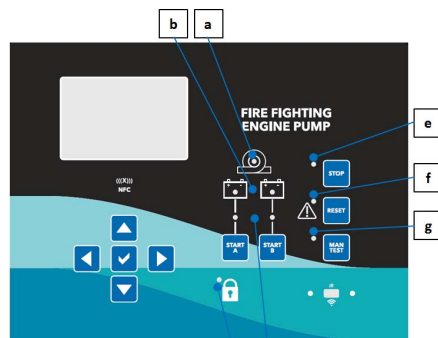 b
a
FIRE FIGHTING
ENGINE PUMP
e
STOP
(((X)))
NFC
f
RESET
g
START
A
START
B
MAN
TEST